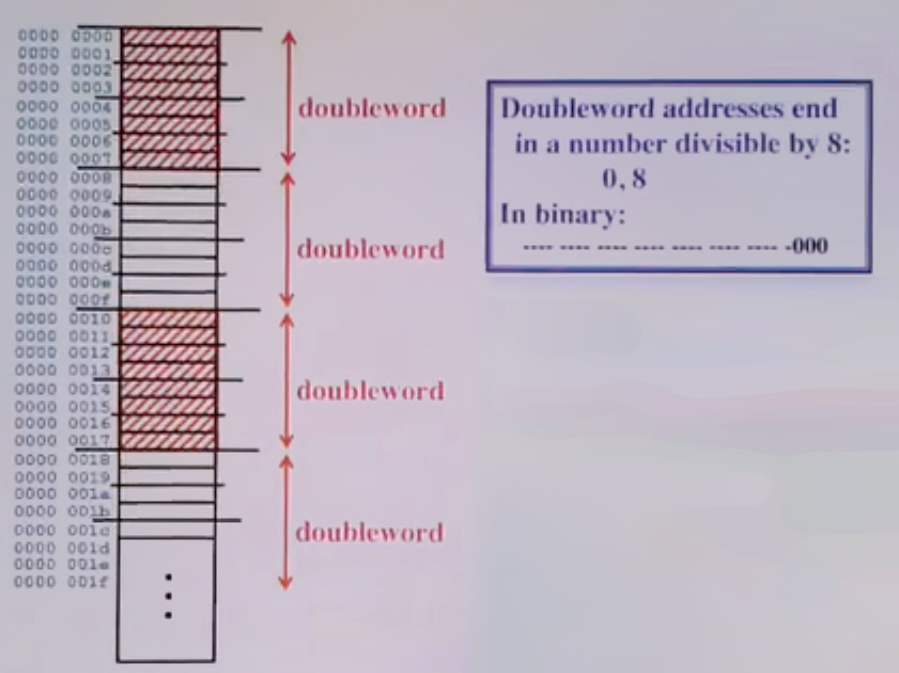 0000 0000
0000 0001
0000 0002
0000 0003
0000 0004
0000 0005
0000 0006
0000 0007
0000 0008
0000 0009
0000 000a
0000 000b
0000 000c
0000 000d
0000 000e
0000 000f
0000 0010
0000 0011
0000 0012
0000 0013
0000 0014
0000 0015
0000 0016
0000 0017
0000 0018
0000 0019
0000 001a
0000 001b
0000 001c
0000 001d
0000 001e
0000 001f
doubleword
doubleword
doubleword
doubleword
Doubleword addresses end
in a number divisible by 8:
0, 8
In binary:
---- ---- ---- ---- ---- ---- ---- -000